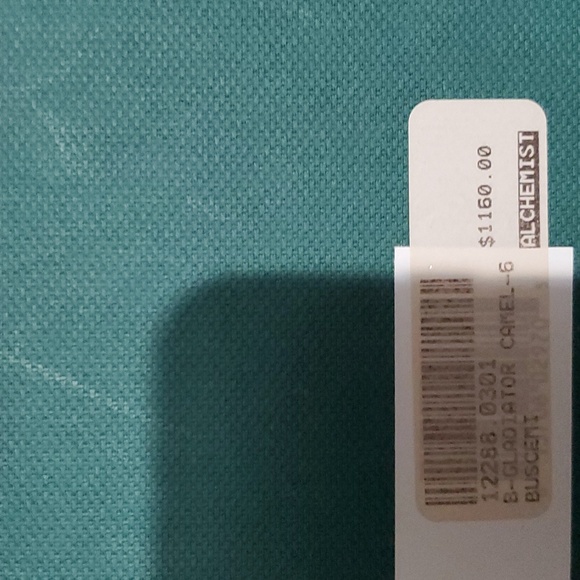 ALCHEMIST
$1160.00
12288.0301
B-GLADIATOR CAMEL-6
BUSCEMI